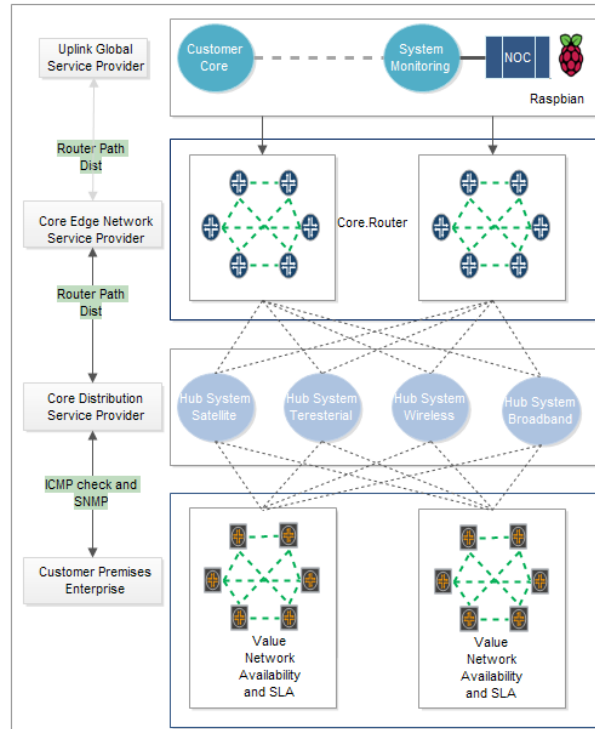 Uplink Global
Service Provider
Customer
Core
System
Monitoring
NOC
Raspbian
Router Path
Dist
Core Edge Network
Service Provider
Core.Router
Router Path
Dist
Core Distribution
Service Provider
Hub System
Satellite
Hub System
Teresterial
Hub System
Wireless
Hub System
Broadband
ICMP check and
SNMP
Customer Premises
Enterprise
Value
Network
Availability
and SLA
Value
Network
Availability
and SLA